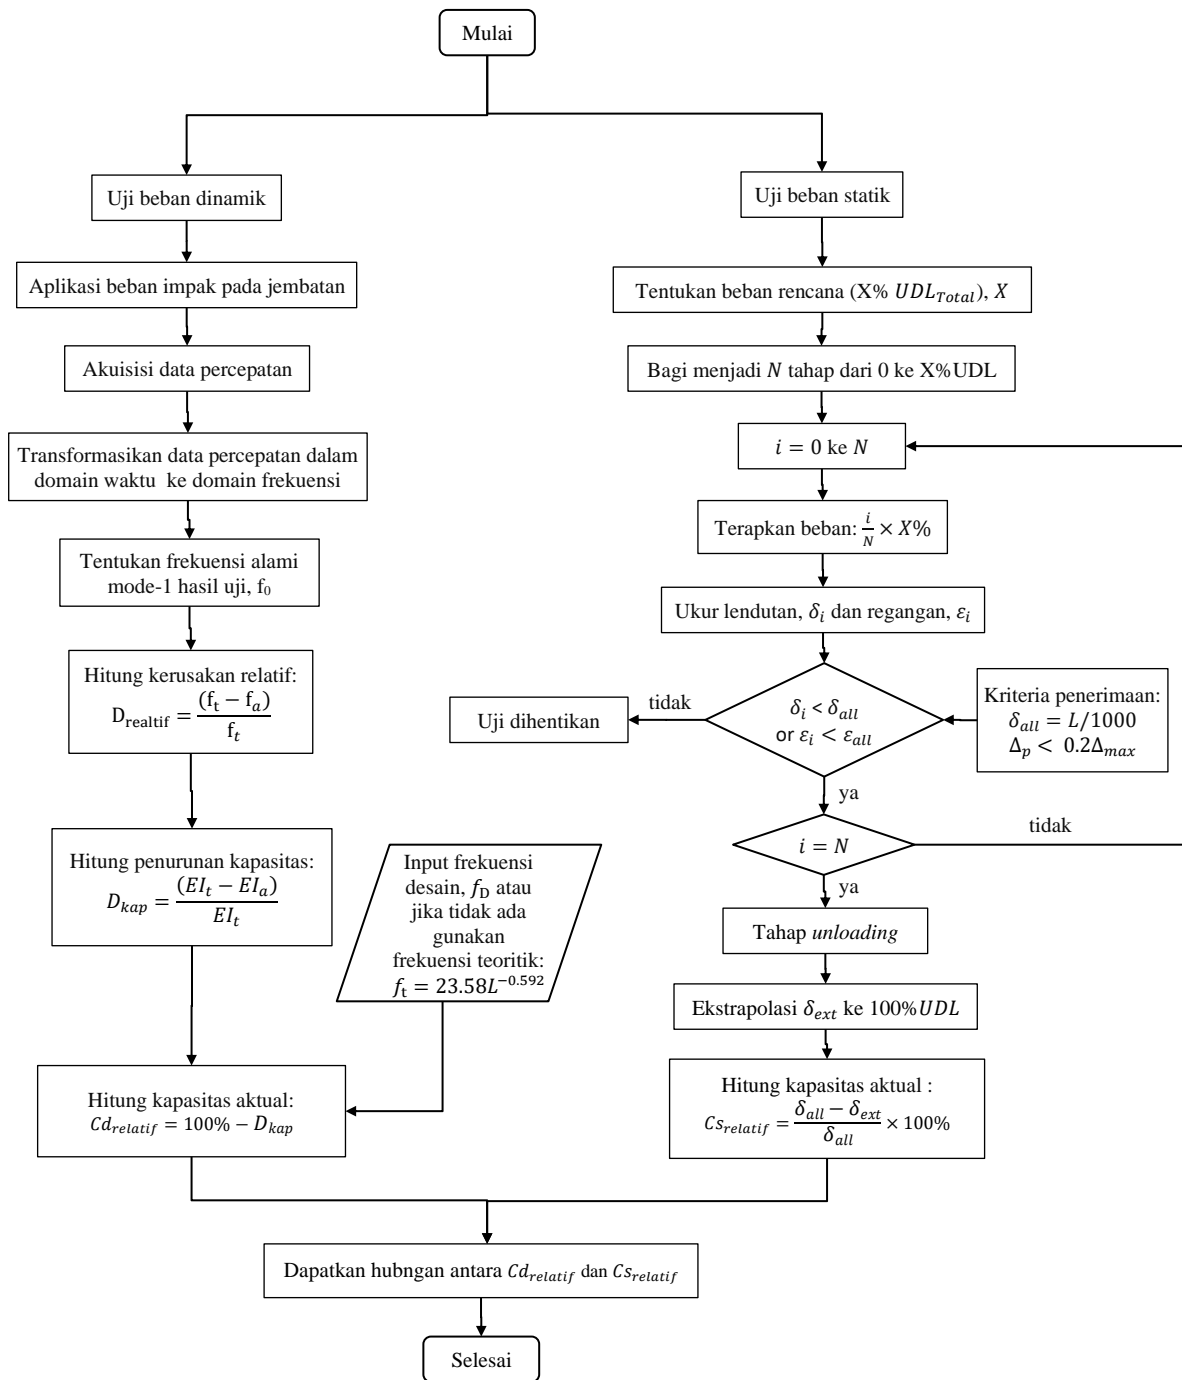 Mulai
Uji beban dinamik
Aplikasi beban impak pada jembatan
Akuisisi data percepatan
Transformasikan data percepatan dalam
domain waktu ke domain frekuensi
Tentukan frekuensi alami
mode-1 hasil uji, f₀
Hitung kerusakan relatif:
D_realtif = (f_t − f_a) / f_t
Hitung penurunan kapasitas:
D_kap = (EI_t − EI_a) / EI_t
Input frekuensi
desain, f_D atau
jika tidak ada
gunakan
frekuensi teoritik:
f_t = 23.58L^−0.592
Hitung kapasitas aktual:
Cd_relatif = 100% − D_kap
Uji beban statik
Tentukan beban rencana (X% UDL_Total), X
Bagi menjadi N tahap dari 0 ke X%UDL
i = 0 ke N
Terapkan beban: i/N × X%
Ukur lendutan, δ_i dan regangan, ε_i
δ_i < δ_all
or ε_i < ε_all
tidak
Uji dihentikan
Kriteria penerimaan:
δ_all = L/1000
Δ_p < 0.2Δ_max
ya
i = N
tidak
ya
Tahap unloading
Ekstrapolasi δ_ext ke 100%UDL
Hitung kapasitas aktual :
Cs_relatif = (δ_all − δ_ext) / δ_all × 100%
Dapatkan hubngan antara Cd_relatif dan Cs_relatif
Selesai